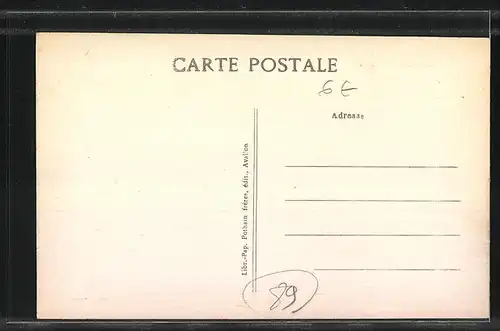 CARTE POSTALE
6 €
Adresse
Libr.-Pap. Pothain frères, édit., Avallon
89